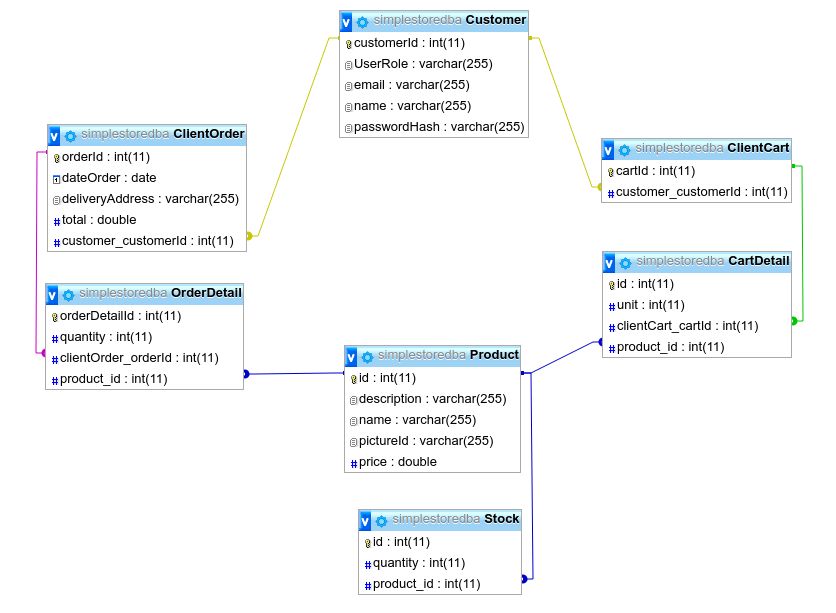 simplestoredba Customer
customerId : int(11)
UserRole : varchar(255)
email : varchar(255)
name : varchar(255)
passwordHash : varchar(255)
simplestoredba ClientOrder
orderId : int(11)
dateOrder : date
deliveryAddress : varchar(255)
total : double
customer_customerId : int(11)
simplestoredba ClientCart
cartId : int(11)
customer_customerId : int(11)
simplestoredba OrderDetail
orderDetailId : int(11)
quantity : int(11)
clientOrder_orderId : int(11)
product_id : int(11)
simplestoredba CartDetail
id : int(11)
unit : int(11)
clientCart_cartId : int(11)
product_id : int(11)
simplestoredba Product
id : int(11)
description : varchar(255)
name : varchar(255)
pictureId : varchar(255)
price : double
simplestoredba Stock
id : int(11)
quantity : int(11)
product_id : int(11)